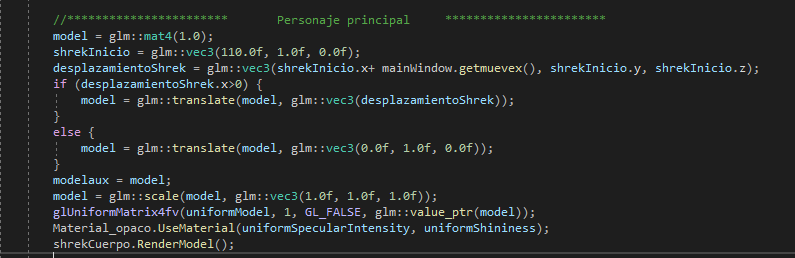 //*********************** Personaje principal ***********************
model = glm::mat4(1.0);
shrekInicio = glm::vec3(110.0f, 1.0f, 0.0f);
desplazamientoShrek = glm::vec3(shrekInicio.x+ mainWindow.getmuevex(), shrekInicio.y, shrekInicio.z);
if (desplazamientoShrek.x>0) {
model = glm::translate(model, glm::vec3(desplazamientoShrek));
}
else {
model = glm::translate(model, glm::vec3(0.0f, 1.0f, 0.0f));
}
modelaux = model;
model = glm::scale(model, glm::vec3(1.0f, 1.0f, 1.0f));
glUniformMatrix4fv(uniformModel, 1, GL_FALSE, glm::value_ptr(model));
Material_opaco.UseMaterial(uniformSpecularIntensity, uniformShininess);
shrekCuerpo.RenderModel();